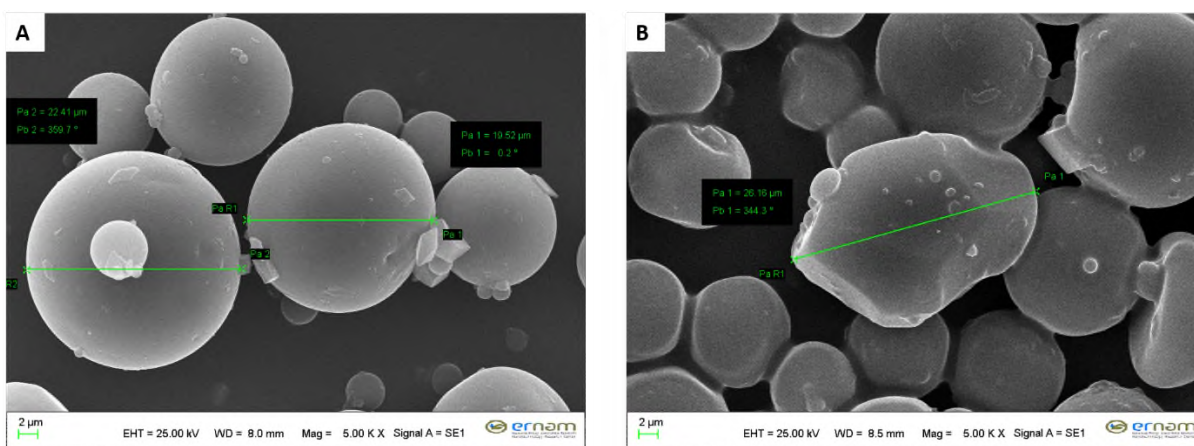 A
Pa 2 = 22.41 µm
Pb 2 = 359.7 °
Pa 1 = 19.52 µm
Pb 1 = 0.2 °
Pa R1
Pa 1
Pa 2
R2
2 µm
EHT = 25.00 kV WD = 8.0 mm Mag = 5.00 K X Signal A = SE1
ernam
B
Pa 1
Pa 1 = 26.16 µm
Pb 1 = 344.3 °
Pa R1
2 µm
EHT = 25.00 kV WD = 8.5 mm Mag = 5.00 K X Signal A = SE1
ernam